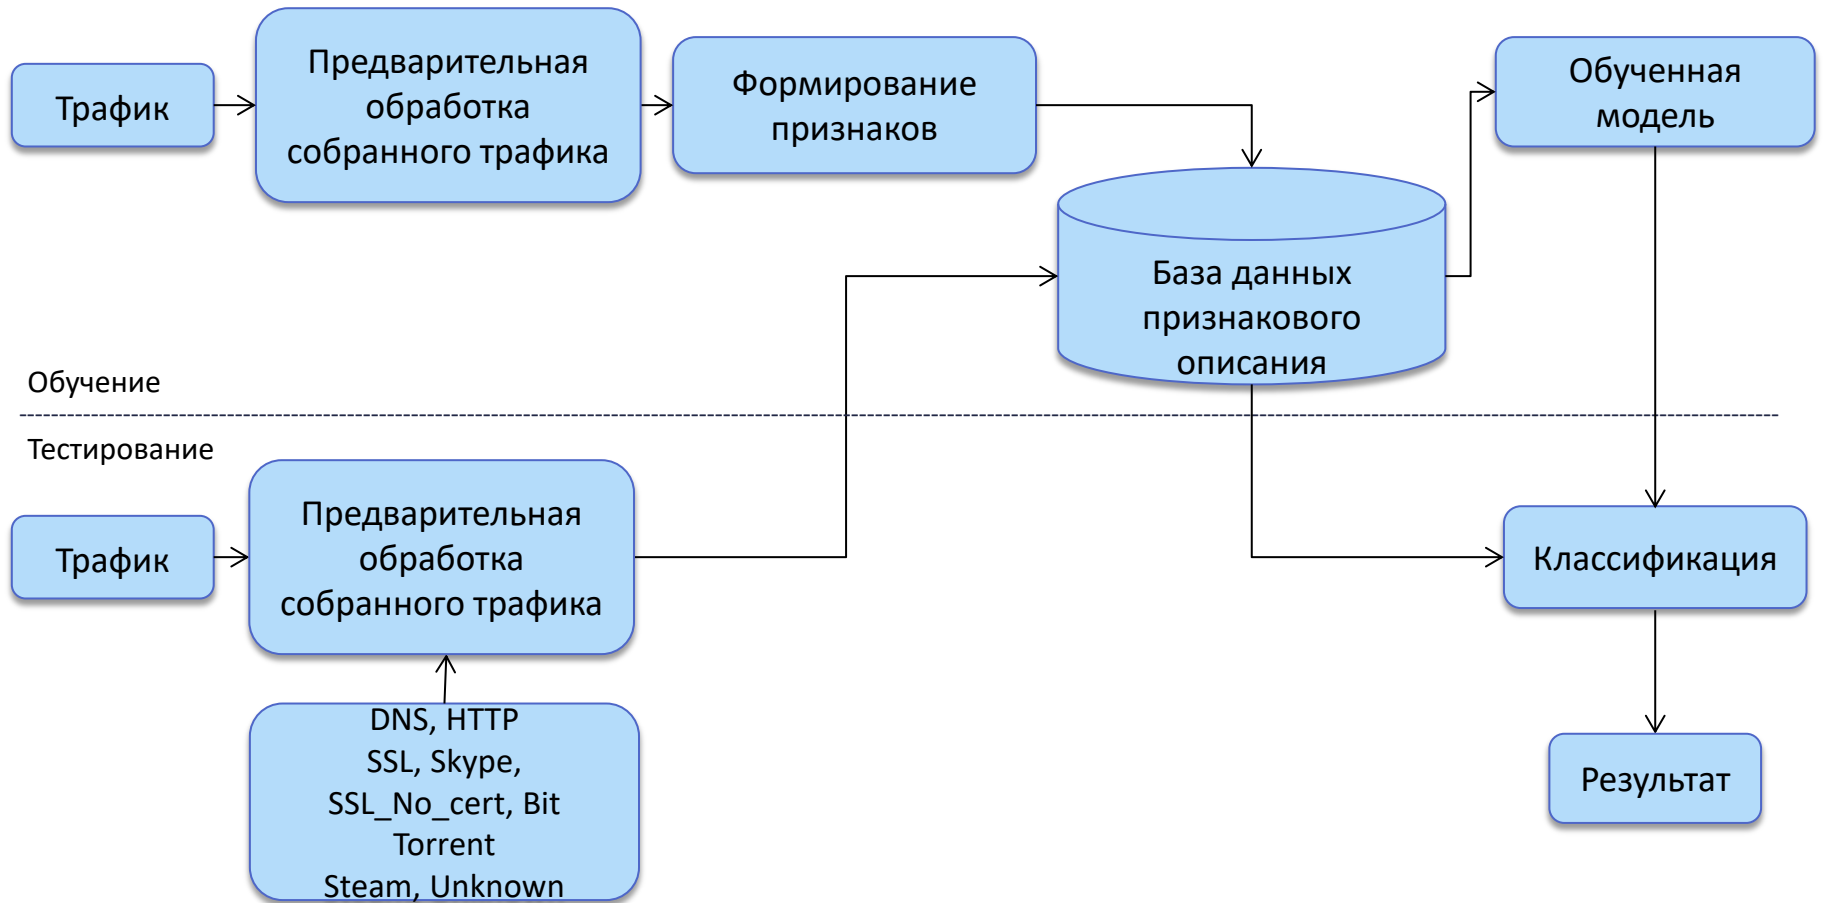 Трафик
Предварительная
обработка
собранного трафика
Формирование
признаков
Обученная
модель
База данных
признакового
описания
Обучение
Тестирование
Трафик
Предварительная
обработка
собранного трафика
Классификация
DNS, HTTP
SSL, Skype,
SSL_No_cert, Bit
Torrent
Steam, Unknown
Результат